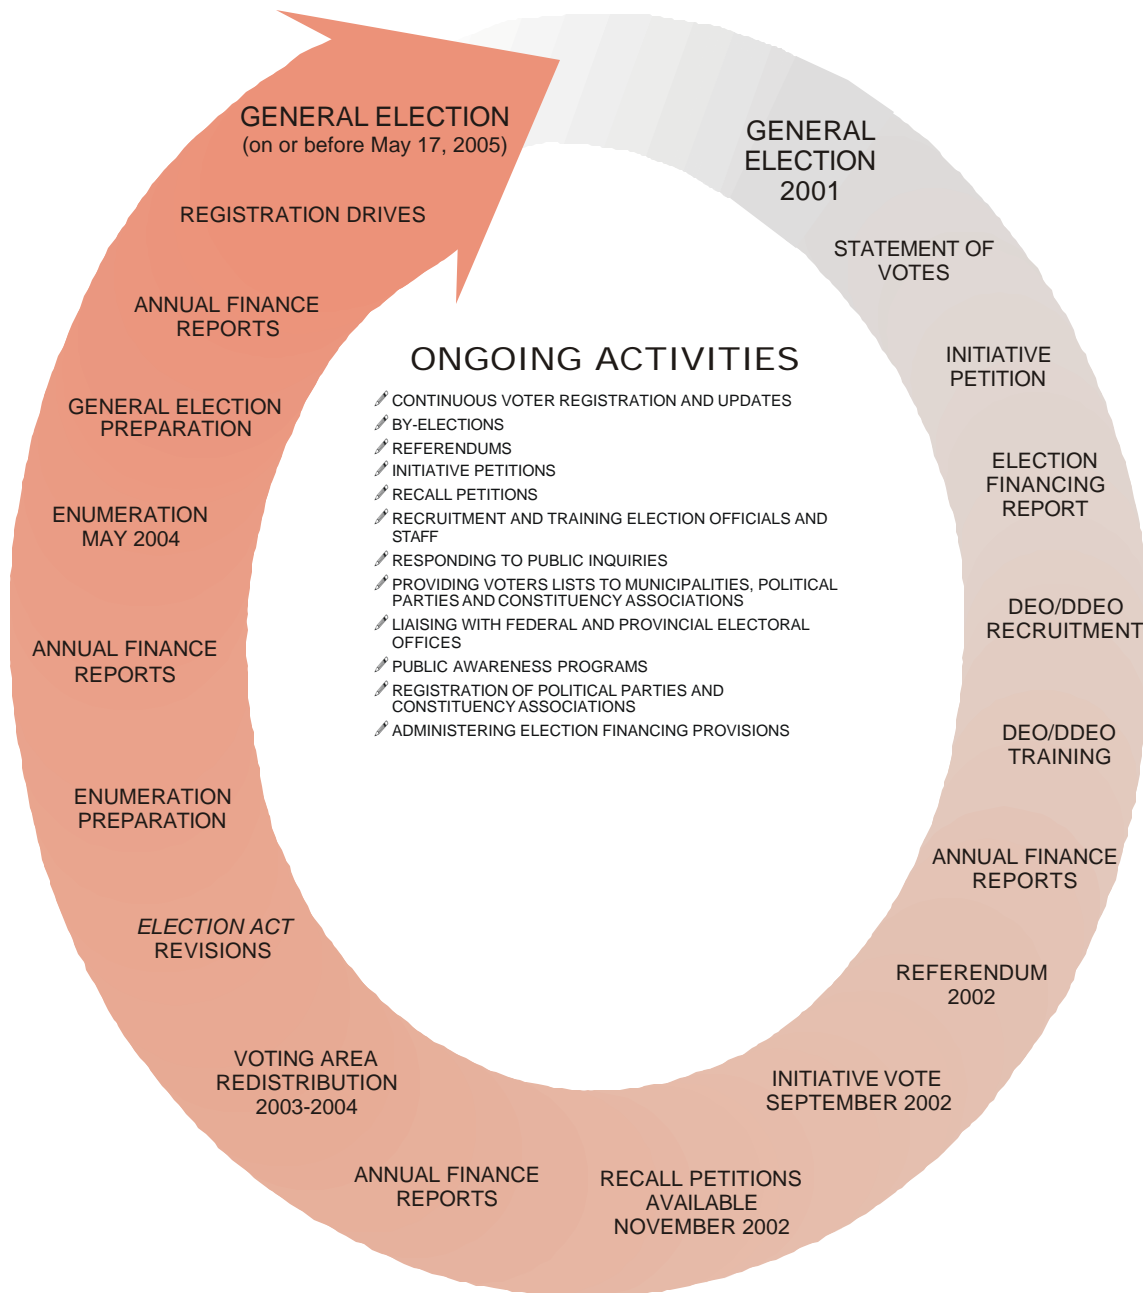 GENERAL
ELECTION
2001
STATEMENT OF
VOTES
INITIATIVE
PETITION
ELECTION
FINANCING
REPORT
DEO/DDEO
RECRUITMENT
DEO/DDEO
TRAINING
ANNUAL FINANCE
REPORTS
REFERENDUM
2002
INITIATIVE VOTE
SEPTEMBER 2002
RECALL PETITIONS
AVAILABLE
NOVEMBER 2002
ANNUAL FINANCE
REPORTS
VOTING AREA
REDISTRIBUTION
2003-2004
ELECTION ACT
REVISIONS
ENUMERATION
PREPARATION
ANNUAL FINANCE
REPORTS
ENUMERATION
MAY 2004
GENERAL ELECTION
PREPARATION
ANNUAL FINANCE
REPORTS
REGISTRATION DRIVES
GENERAL ELECTION
(on or before May 17, 2005)
ONGOING ACTIVITIES
CONTINUOUS VOTER REGISTRATION AND UPDATES
BY-ELECTIONS
REFERENDUMS
INITIATIVE PETITIONS
RECALL PETITIONS
RECRUITMENT AND TRAINING ELECTION OFFICIALS AND
STAFF
RESPONDING TO PUBLIC INQUIRIES
PROVIDING VOTERS LISTS TO MUNICIPALITIES, POLITICAL
PARTIES AND CONSTITUENCY ASSOCIATIONS
LIAISING WITH FEDERAL AND PROVINCIAL ELECTORAL
OFFICES
PUBLIC AWARENESS PROGRAMS
REGISTRATION OF POLITICAL PARTIES AND
CONSTITUENCY ASSOCIATIONS
ADMINISTERING ELECTION FINANCING PROVISIONS